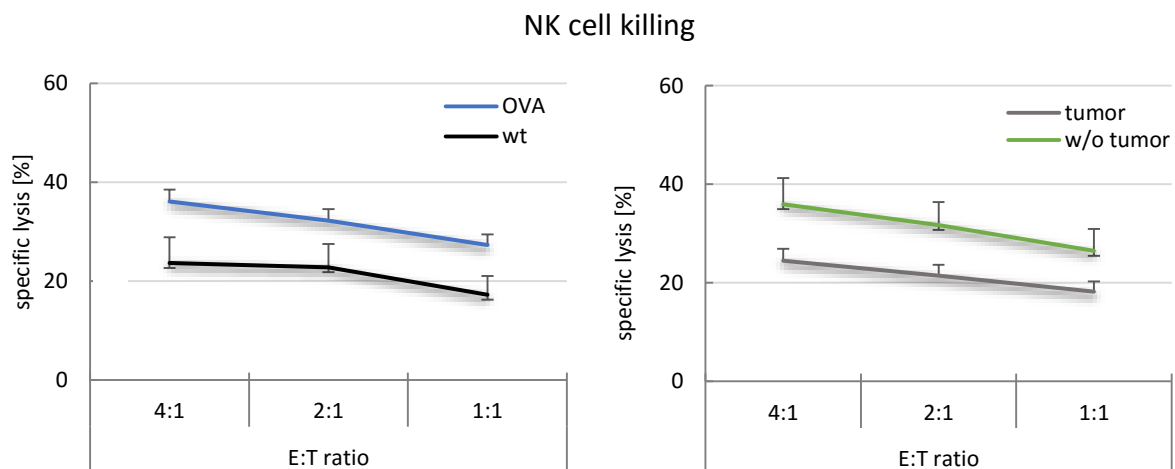 NK cell killing
60
40
20
0
specific lysis [%]
OVA
wt
4:1
2:1
1:1
E:T ratio
60
40
20
0
specific lysis [%]
tumor
w/o tumor
4:1
2:1
1:1
E:T ratio